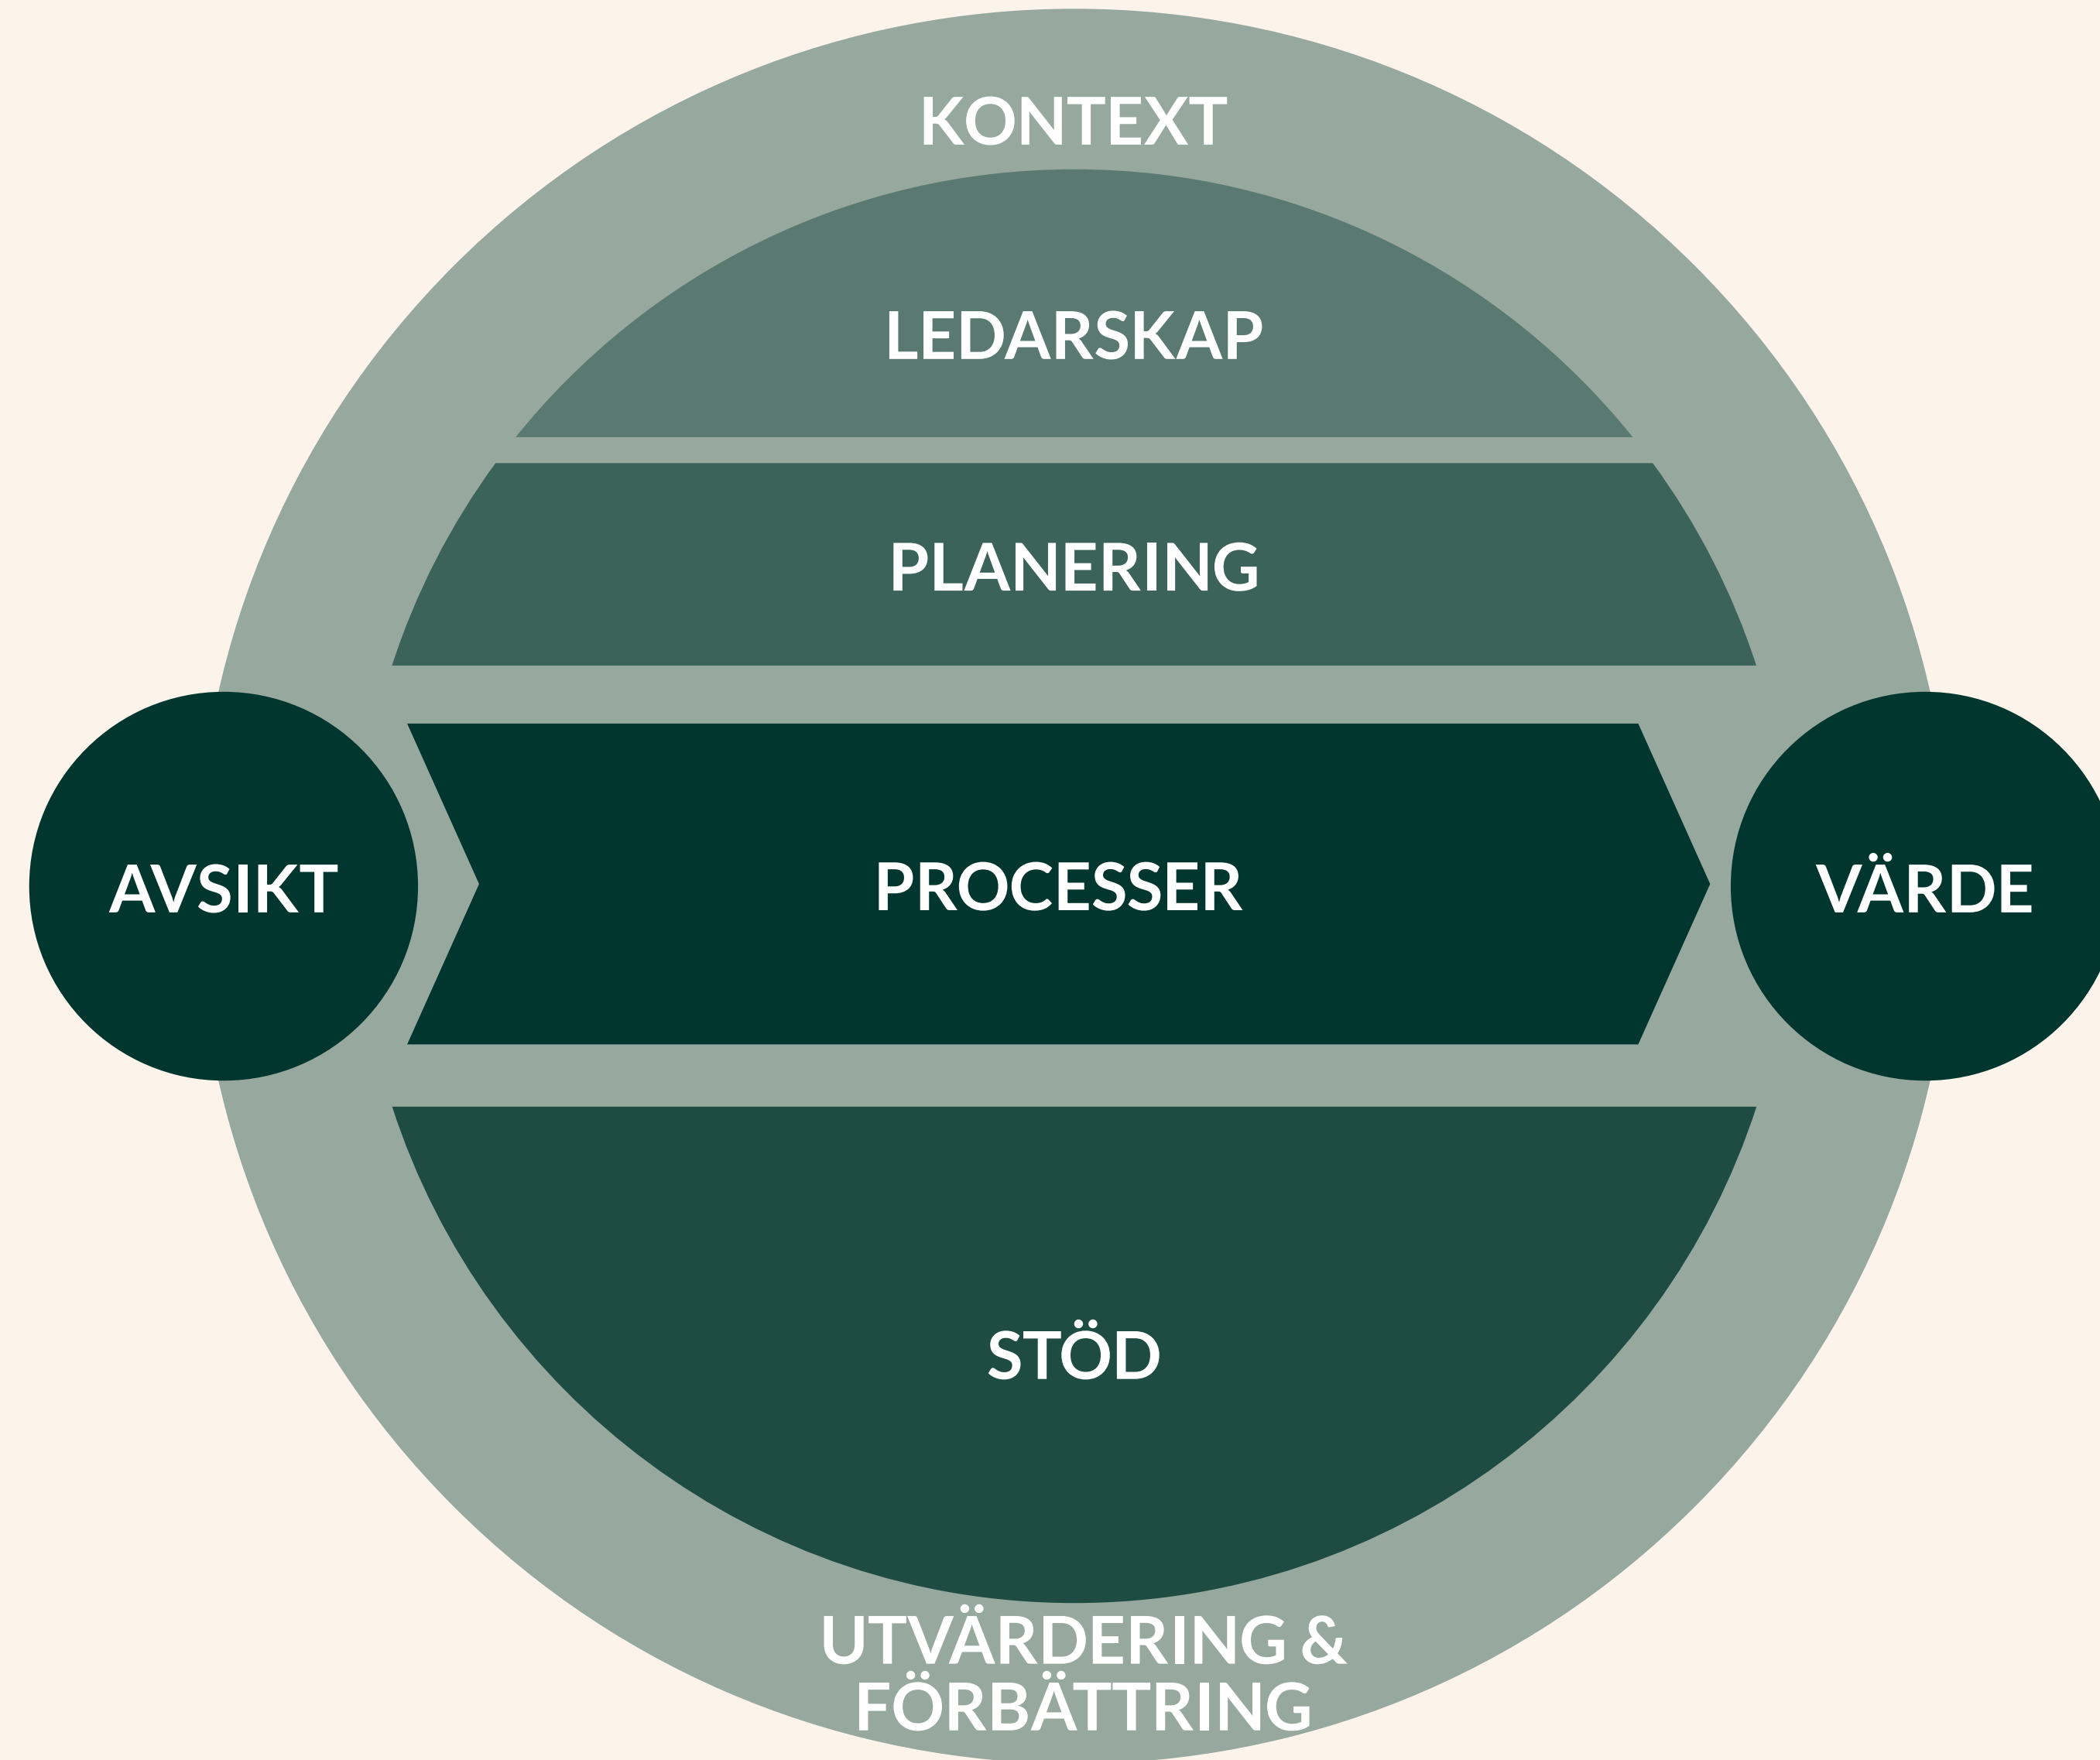 KONTEXT
LEDARSKAP
PLANERING
AVSIKT
PROCESSER
VÄRDE
STÖD
UTVÄRDERING &
FÖRBÄTTRING